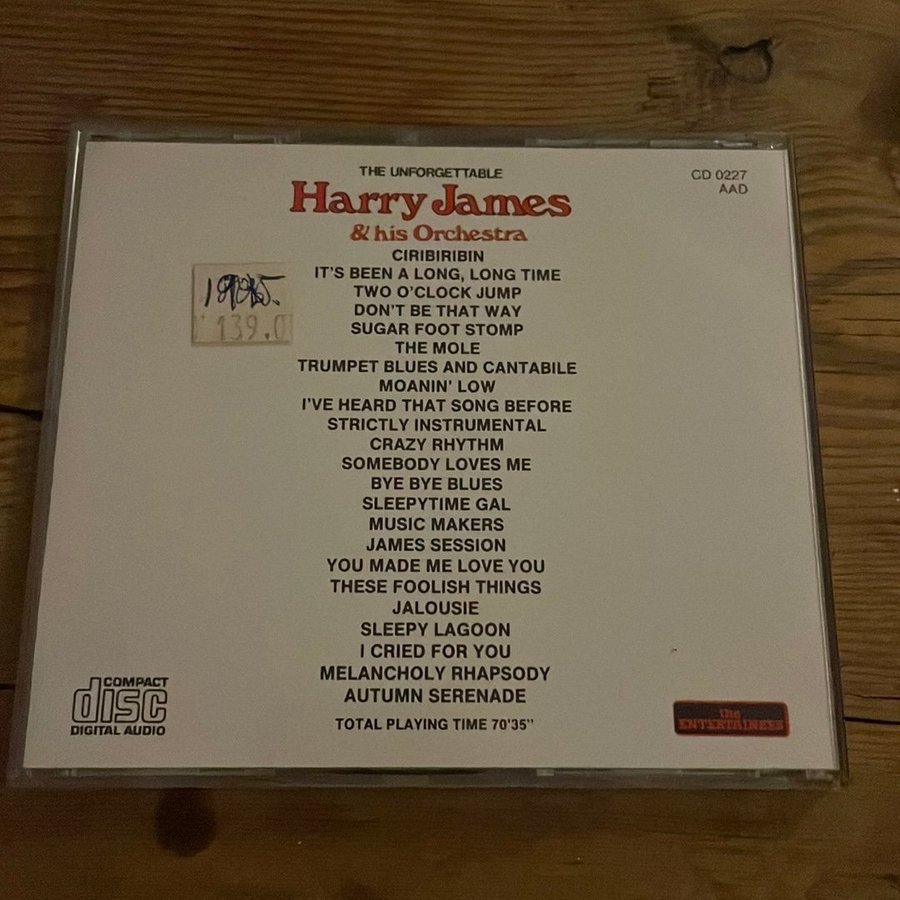 THE UNFORGETTABLE
Harry James
& his Orchestra
CD 0227
AAD
CIRIBIRIBIN
IT'S BEEN A LONG, LONG TIME
TWO O'CLOCK JUMP
DON'T BE THAT WAY
SUGAR FOOT STOMP
THE MOLE
TRUMPET BLUES AND CANTABILE
MOANIN' LOW
I'VE HEARD THAT SONG BEFORE
STRICTLY INSTRUMENTAL
CRAZY RHYTHM
SOMEBODY LOVES ME
BYE BYE BLUES
SLEEPYTIME GAL
MUSIC MAKERS
JAMES SESSION
YOU MADE ME LOVE YOU
THESE FOOLISH THINGS
JALOUSIE
SLEEPY LAGOON
I CRIED FOR YOU
MELANCHOLY RHAPSODY
AUTUMN SERENADE
TOTAL PLAYING TIME 70'35"
139.0
COMPACT
disc
DIGITAL AUDIO
the
ENTERTAINERS